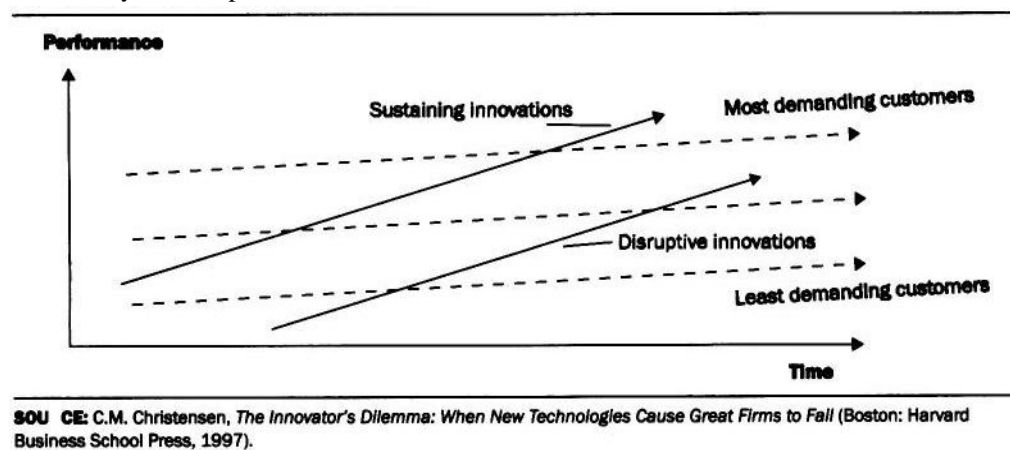 Performance
Sustaining innovations
Most demanding customers
Disruptive innovations
Least demanding customers
Time
SOU CE: C.M. Christensen, The Innovator's Dilemma: When New Technologies Cause Great Firms to Fail (Boston: Harvard
Business School Press, 1997).